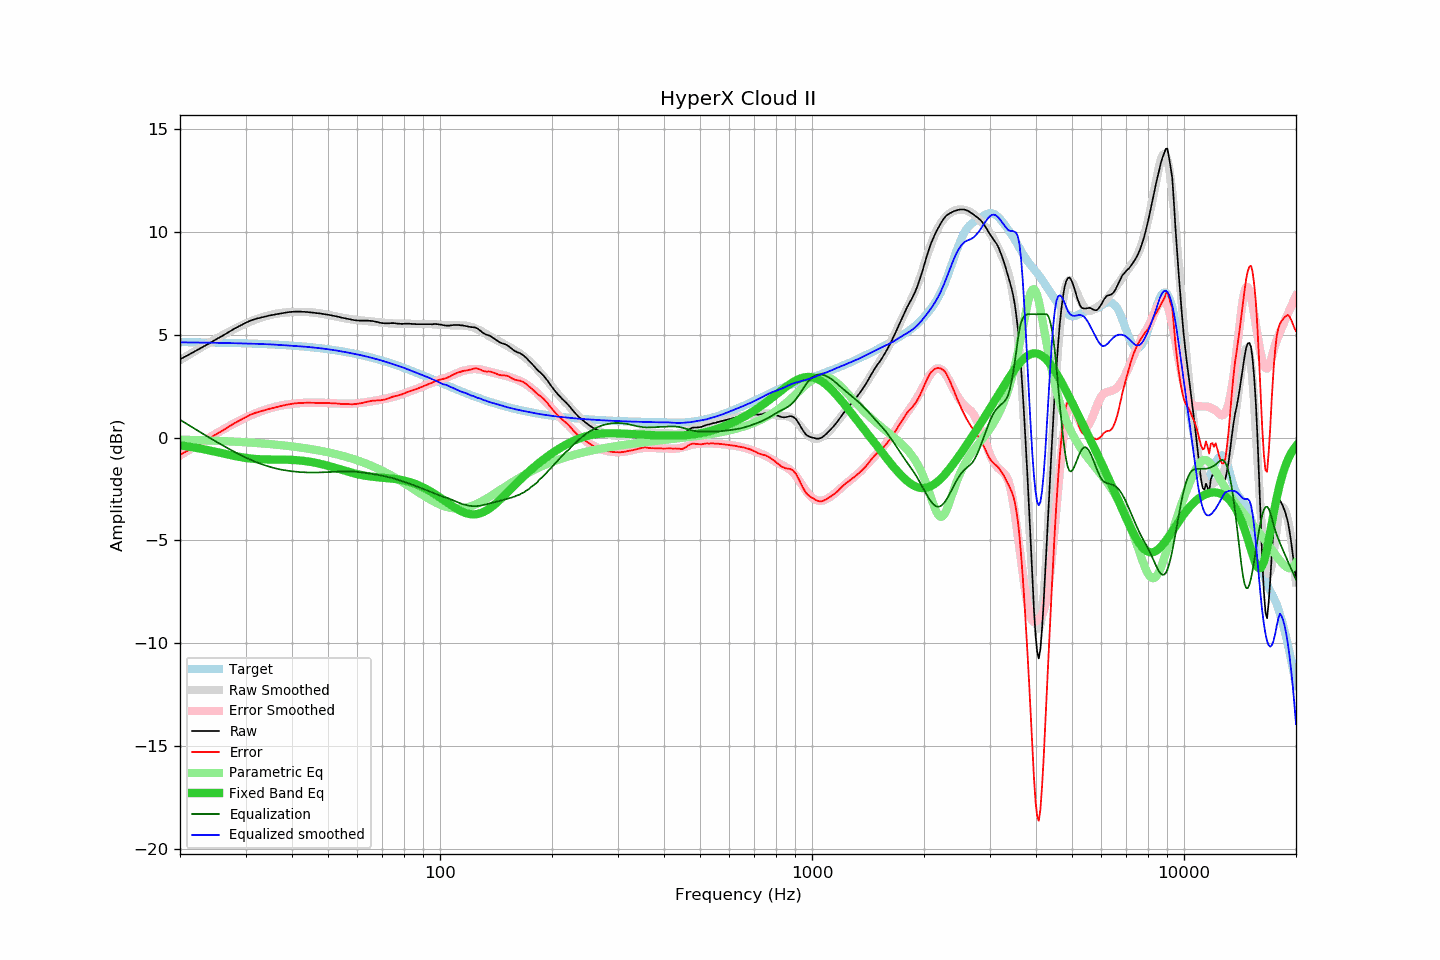 HyperX Cloud II
15
10
5
0
−5
−10
−15
−20
Amplitude (dBr)
100
1000
10000
Frequency (Hz)
Target
Raw Smoothed
Error Smoothed
Raw
Error
Parametric Eq
Fixed Band Eq
Equalization
Equalized smoothed